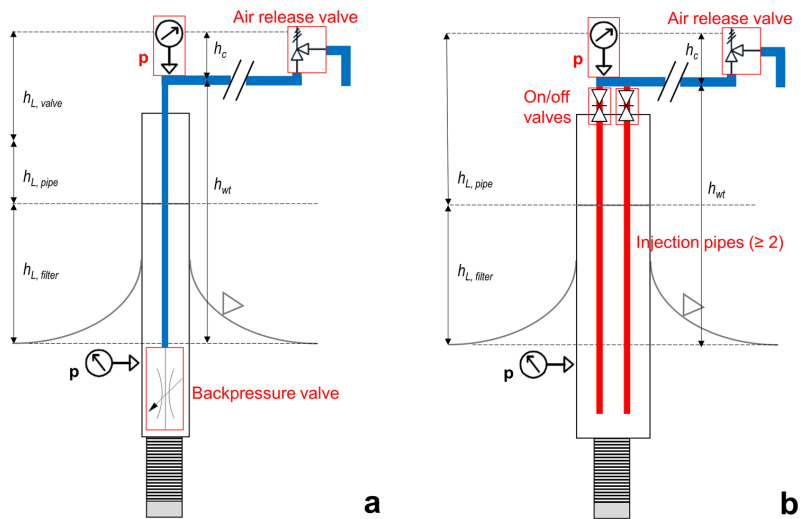 Air release valve
p
h_c
h_L, valve
h_L, pipe
h_wt
h_L, filter
p
Backpressure valve
a
Air release valve
p
h_c
On/off
valves
h_L, pipe
h_wt
Injection pipes (≥ 2)
h_L, filter
p
b